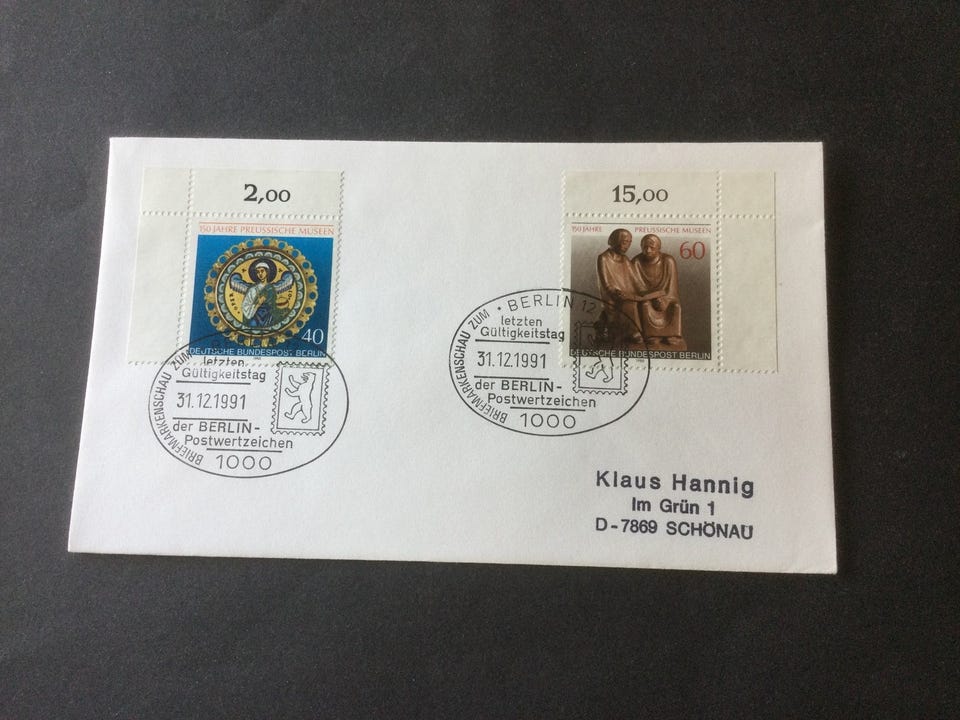 2,00
150 JAHRE PREUSSISCHE MUSEEN
40
DEUTSCHE BUNDESPOST BERLIN
15,00
150 JAHRE PREUSSISCHE MUSEEN
60
DEUTSCHE BUNDESPOST BERLIN
BRIEFMARKENSCHAU ZUM
letzten
Gültigkeitstag
31.12.1991
der BERLIN-
Postwertzeichen
1000
BRIEFMARKENSCHAU ZUM • BERLIN 12
letzten
Gültigkeitstag
31.12.1991
der BERLIN-
Postwertzeichen
1000
Klaus Hannig
Im Grün 1
D-7869 SCHÖNAU